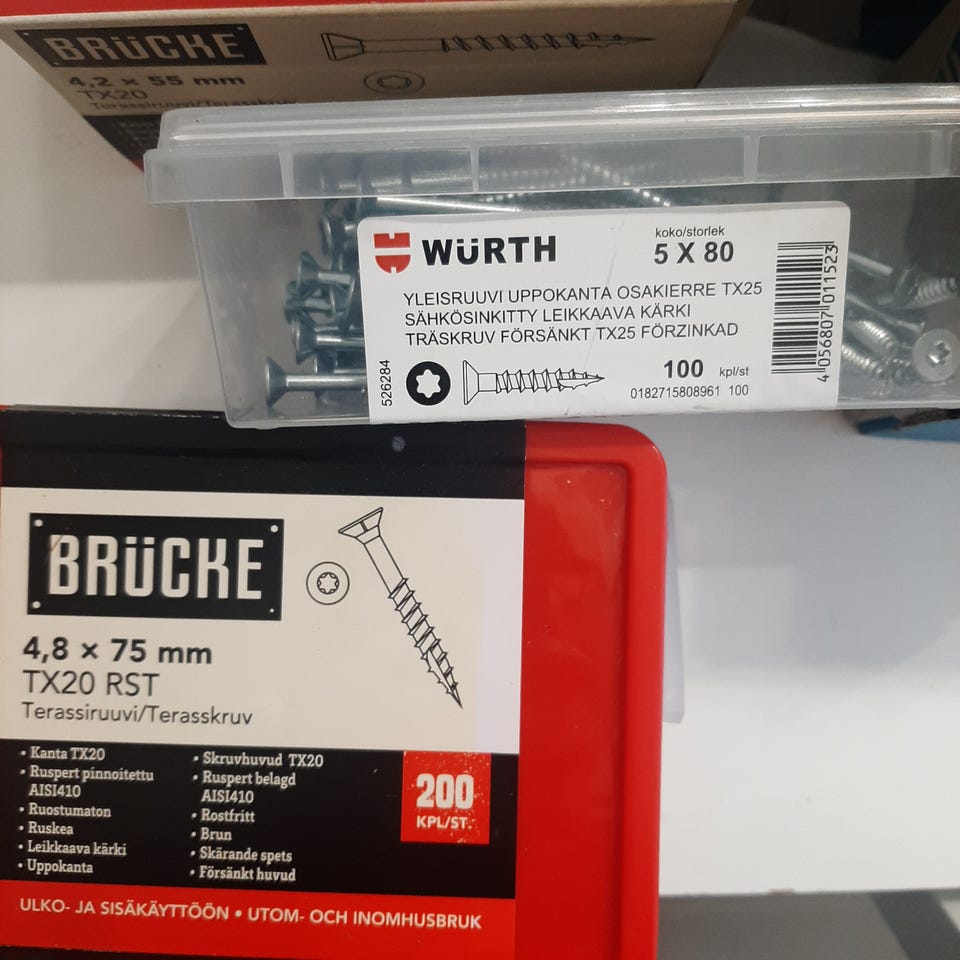 BRÜCKE
4,2 × 55 mm
TX20
Terassiruuvi/Terasskruv
WÜRTH
koko/storlek
5 X 80
YLEISRUUVI UPPOKANTA OSAKIERRE TX25
SÄHKÖSINKITTY LEIKKAAVA KÄRKI
TRÄSKRUV FÖRSÄNKT TX25 FÖRZINKAD
526284
100 kpl/st
0182715808961 100
4 056807 011523
BRÜCKE
4,8 × 75 mm
TX20 RST
Terassiruuvi/Terasskruv
• Kanta TX20
• Ruspert pinnoitettu
AISI410
• Ruostumaton
• Ruskea
• Leikkaava kärki
• Uppokanta
• Skruvhuvud TX20
• Ruspert belagd
AISI410
• Rostfritt
• Brun
• Skärande spets
• Försänkt huvud
200
KPL/ST.
ULKO- JA SISÄKÄYTTÖÖN • UTOM- OCH INOMHUSBRUK